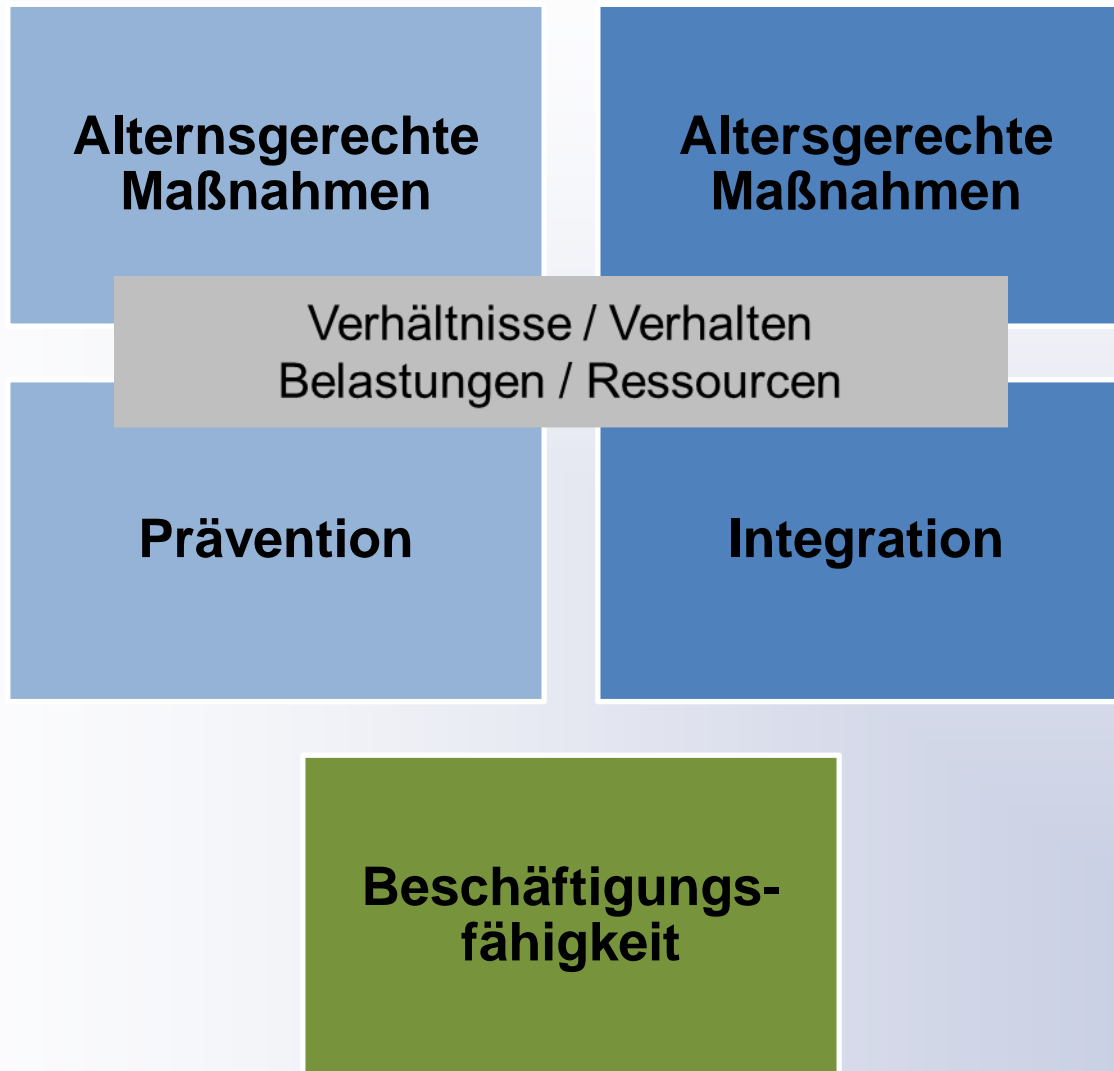 Alternsgerechte
Maßnahmen
Altersgerechte
Maßnahmen
Verhältnisse / Verhalten
Belastungen / Ressourcen
Prävention
Integration
Beschäftigungs-
fähigkeit